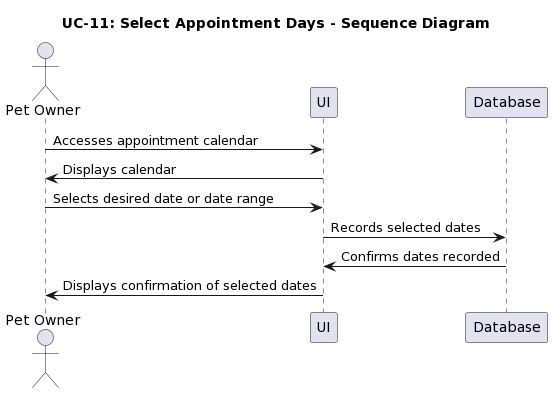 UC-11: Select Appointment Days - Sequence Diagram
Pet Owner
UI
Database
Accesses appointment calendar
Displays calendar
Selects desired date or date range
Records selected dates
Confirms dates recorded
Displays confirmation of selected dates
Pet Owner
UI
Database